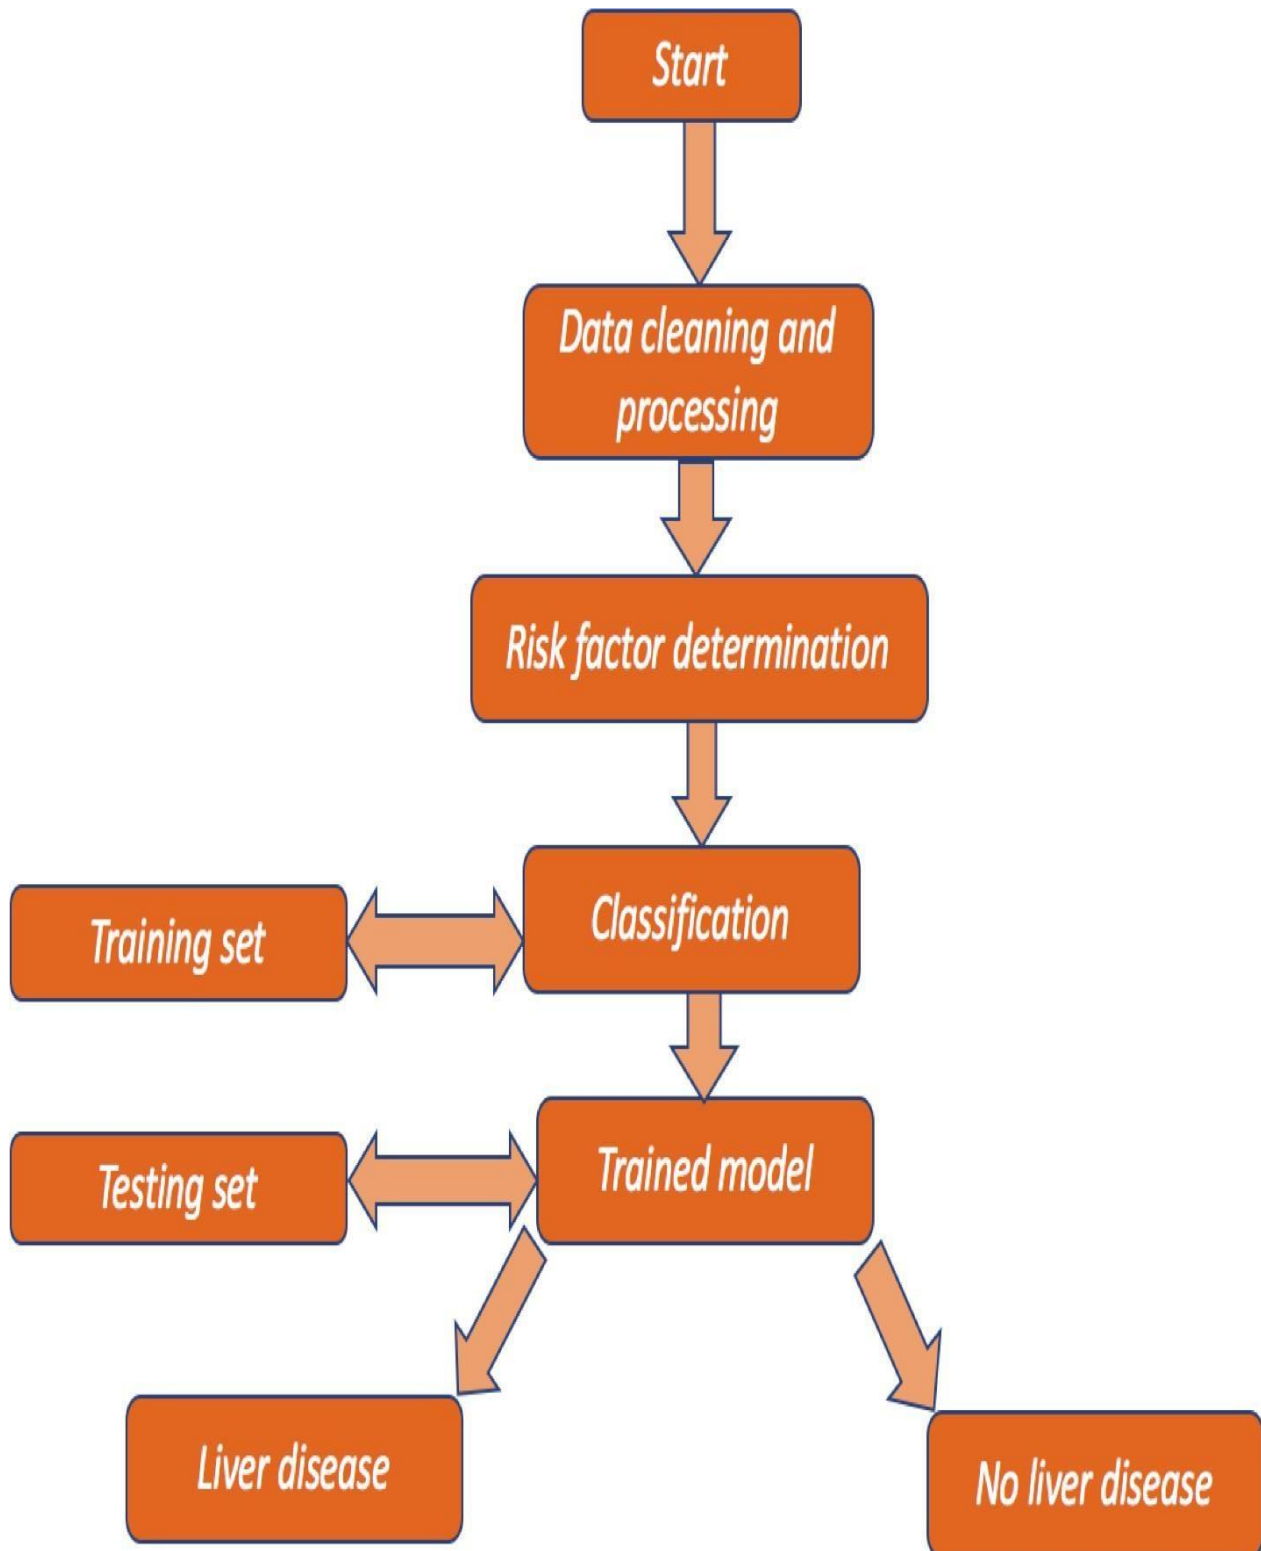 Start
Data cleaning and
processing
Risk factor determination
Classification
Training set
Trained model
Testing set
Liver disease
No liver disease